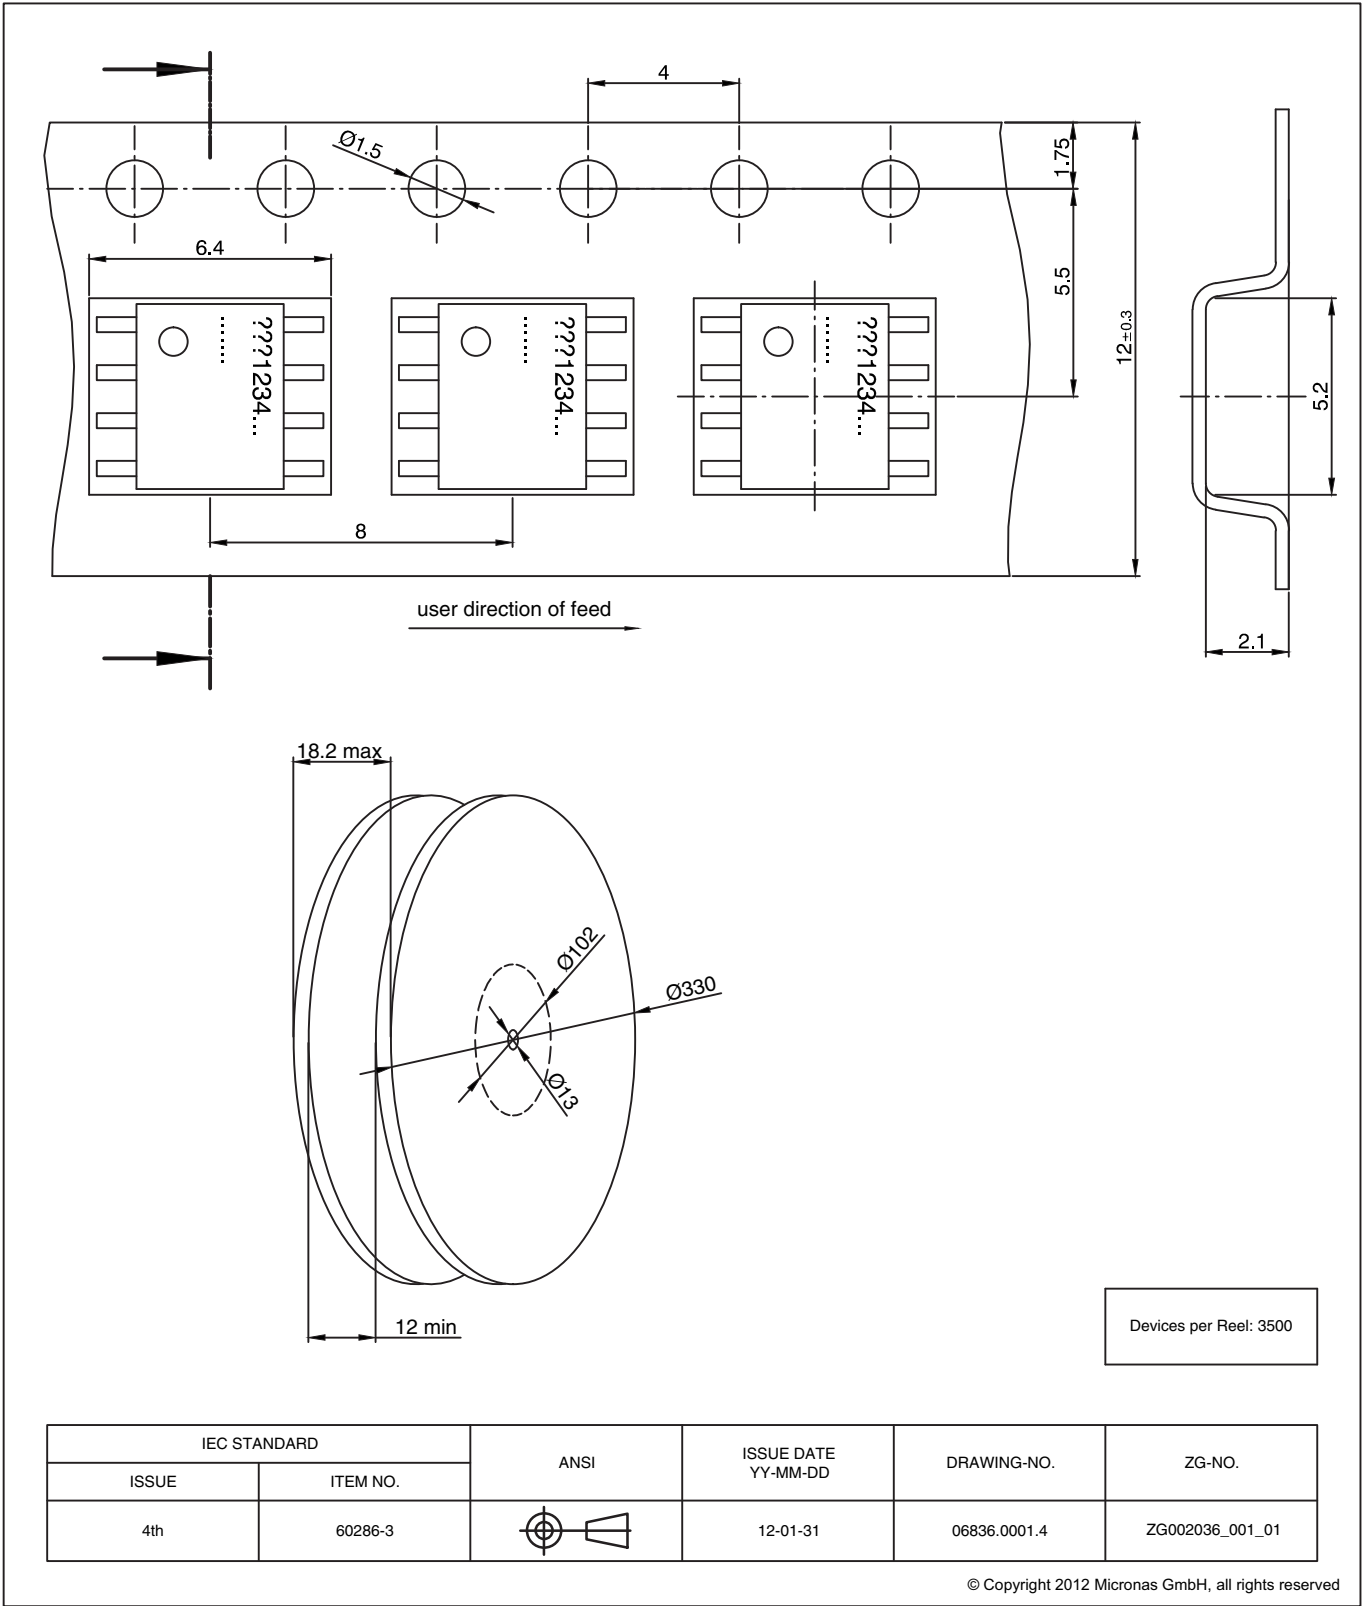 4
Ø1.5
1.75
6.4
5.5
12±0.3
5.2
???1234...
......
???1234...
......
???1234...
......
8
user direction of feed
2.1
18.2 max
Ø102
Ø330
Ø13
12 min
Devices per Reel: 3500
IEC STANDARD
ANSI
ISSUE DATE
YY-MM-DD
DRAWING-NO.
ZG-NO.
ISSUE
ITEM NO.
4th
60286-3
12-01-31
06836.0001.4
ZG002036_001_01
© Copyright 2012 Micronas GmbH, all rights reserved